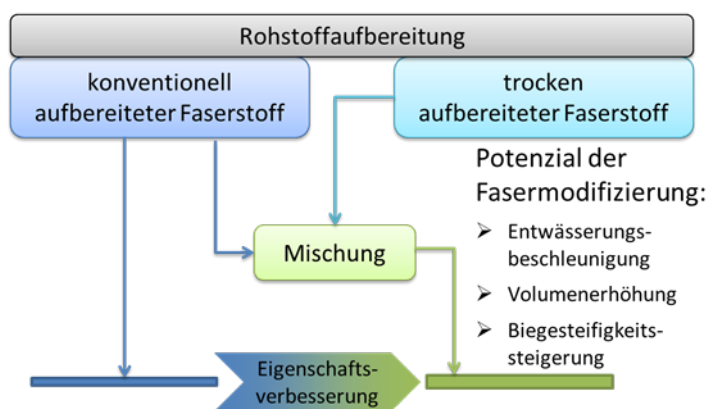 Rohstoffaufbereitung
konventionell
aufbereiteter Faserstoff
trocken
aufbereiteter Faserstoff
Potenzial der
Fasermodifizierung:
Entwässerungs-
beschleunigung
Volumenerhöhung
Biegesteifigkeits-
steigerung
Mischung
Eigenschafts-
verbesserung